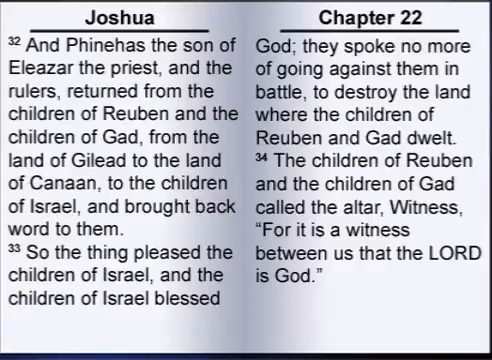 Joshua
Chapter 22
32 And Phinehas the son of
Eleazar the priest, and the
rulers, returned from the
children of Reuben and the
children of Gad, from the
land of Gilead to the land
of Canaan, to the children
of Israel, and brought back
word to them.
33 So the thing pleased the
children of Israel, and the
children of Israel blessed
God; they spoke no more
of going against them in
battle, to destroy the land
where the children of
Reuben and Gad dwelt.
34 The children of Reuben
and the children of Gad
called the altar, Witness,
“For it is a witness
between us that the LORD
is God.”